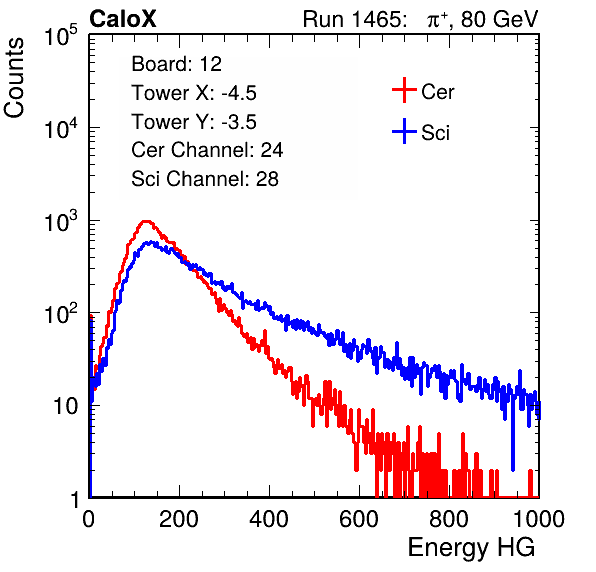 CaloX Run 1465: π⁺, 80 GeV
Counts
10⁵
10⁴
10³
10²
10
1
Board: 12
Tower X: -4.5
Tower Y: -3.5
Cer Channel: 24
Sci Channel: 28
Cer
Sci
0 200 400 600 800 1000
Energy HG